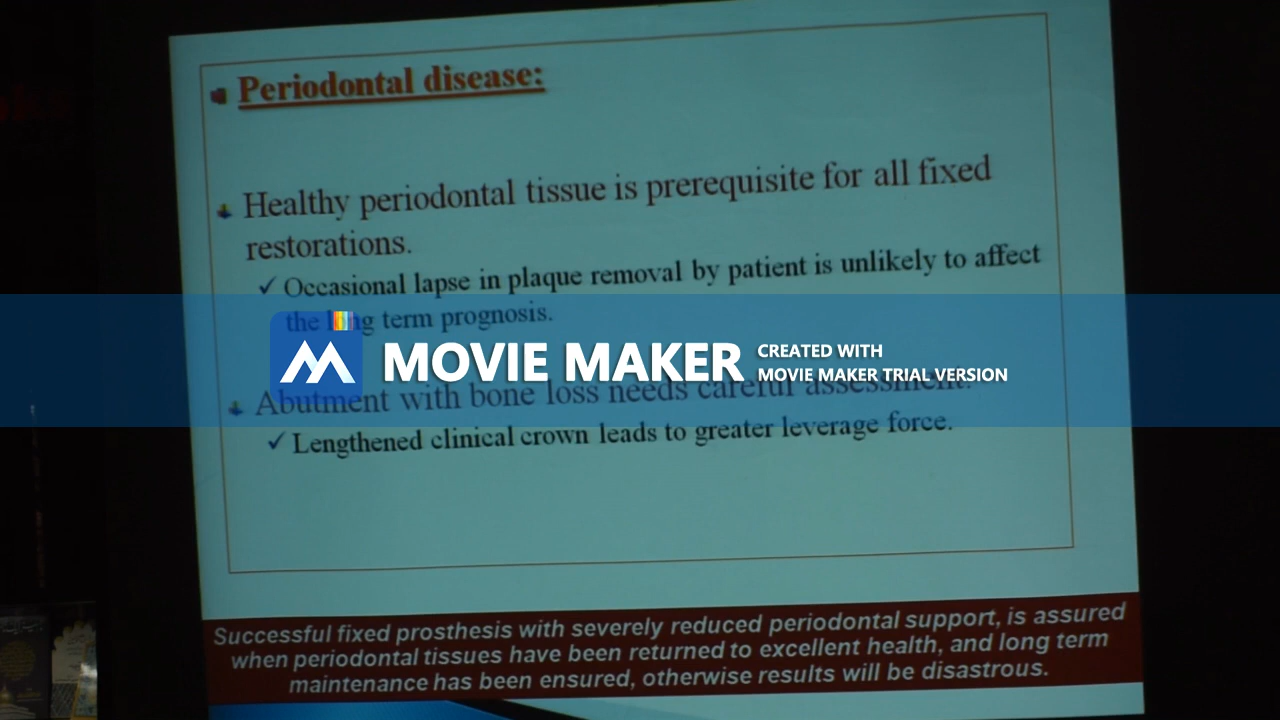 Periodontal disease:
Healthy periodontal tissue is prerequisite for all fixed
restorations.
✓ Occasional lapse in plaque removal by patient is unlikely to affect
the long term prognosis.
MOVIE MAKER
CREATED WITH
MOVIE MAKER TRIAL VERSION
Abutment with bone loss needs careful assessment.
✓ Lengthened clinical crown leads to greater leverage force.
Successful fixed prosthesis with severely reduced periodontal support, is assured
when periodontal tissues have been returned to excellent health, and long term
maintenance has been ensured, otherwise results will be disastrous.